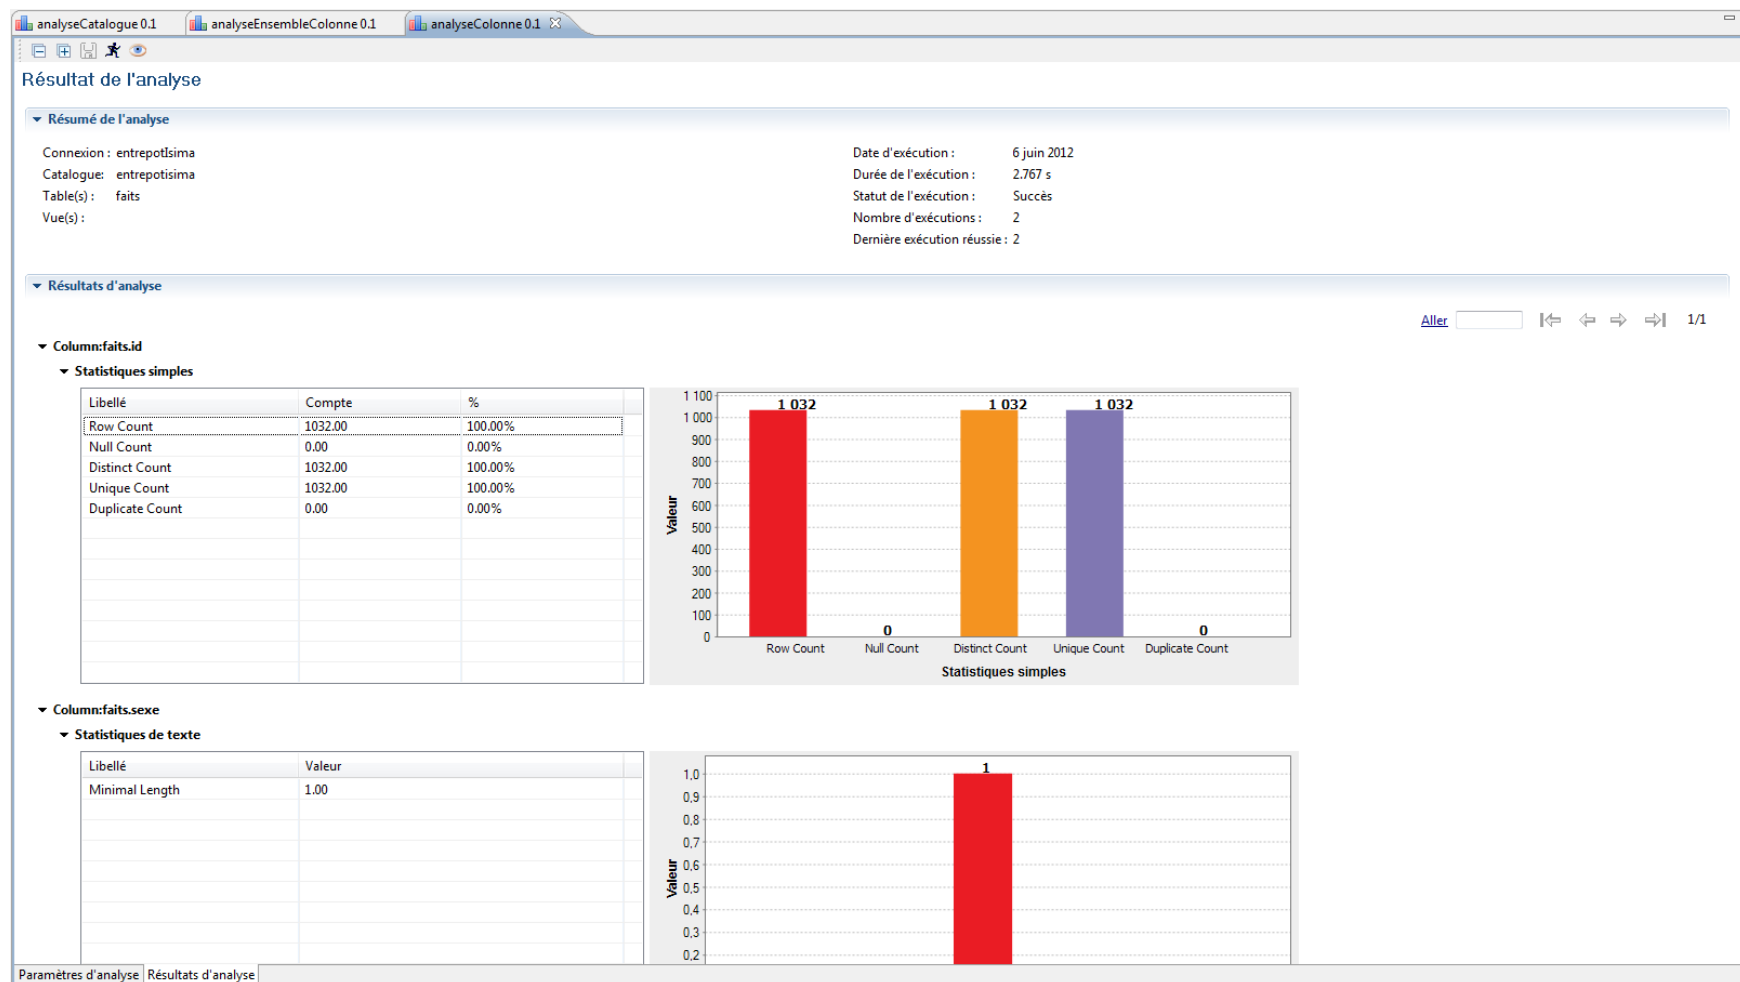 analyseCatalogue 0.1 analyseEnsembleColonne 0.1 analyseColonne 0.1
Résultat de l'analyse
Résumé de l'analyse
Connexion : entrepotIsima Date d'exécution : 6 juin 2012
Catalogue: entrepotisima Durée de l'exécution : 2.767 s
Table(s) : faits Statut de l'exécution : Succès
Vue(s) : Nombre d'exécutions : 2
Dernière exécution réussie : 2
Résultats d'analyse
Aller 1/1
Column:faits.id
Statistiques simples
Libellé Compte %
Row Count 1032.00 100.00%
Null Count 0.00 0.00%
Distinct Count 1032.00 100.00%
Unique Count 1032.00 100.00%
Duplicate Count 0.00 0.00%
1 100
1 000
900
800
700
600
500
400
300
200
100
0
Valeur
1 032 0 1 032 1 032 0
Row Count Null Count Distinct Count Unique Count Duplicate Count
Statistiques simples
Column:faits.sexe
Statistiques de texte
Libellé Valeur
Minimal Length 1.00
1
1,0
0,9
0,8
0,7
0,6
0,5
0,4
0,3
0,2
Valeur
Paramètres d'analyse Résultats d'analyse